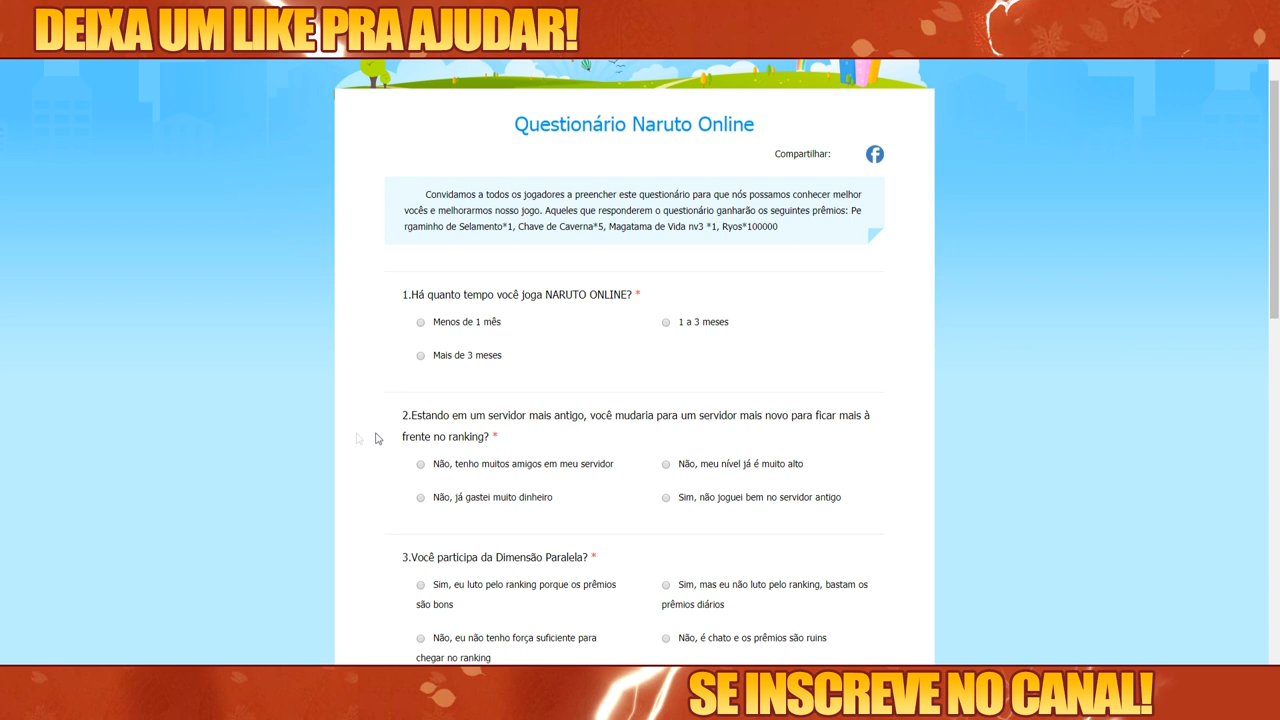 DEIXA UM LIKE PRA AJUDAR!
Questionário Naruto Online
Compartilhar:
Convidamos a todos os jogadores a preencher este questionário para que nós possamos conhecer melhor
vocês e melhorarmos nosso jogo. Aqueles que responderem o questionário ganharão os seguintes prêmios: Pe
rgaminho de Selamento*1, Chave de Caverna*5, Magatama de Vida nv3 *1, Ryos*100000
1.Há quanto tempo você joga NARUTO ONLINE? *
Menos de 1 mês
1 a 3 meses
Mais de 3 meses
2.Estando em um servidor mais antigo, você mudaria para um servidor mais novo para ficar mais à
frente no ranking? *
Não, tenho muitos amigos em meu servidor
Não, meu nível já é muito alto
Não, já gastei muito dinheiro
Sim, não joguei bem no servidor antigo
3.Você participa da Dimensão Paralela? *
Sim, eu luto pelo ranking porque os prêmios
são bons
Sim, mas eu não luto pelo ranking, bastam os
prêmios diários
Não, eu não tenho força suficiente para
chegar no ranking
Não, é chato e os prêmios são ruins
SE INSCREVE NO CANAL!